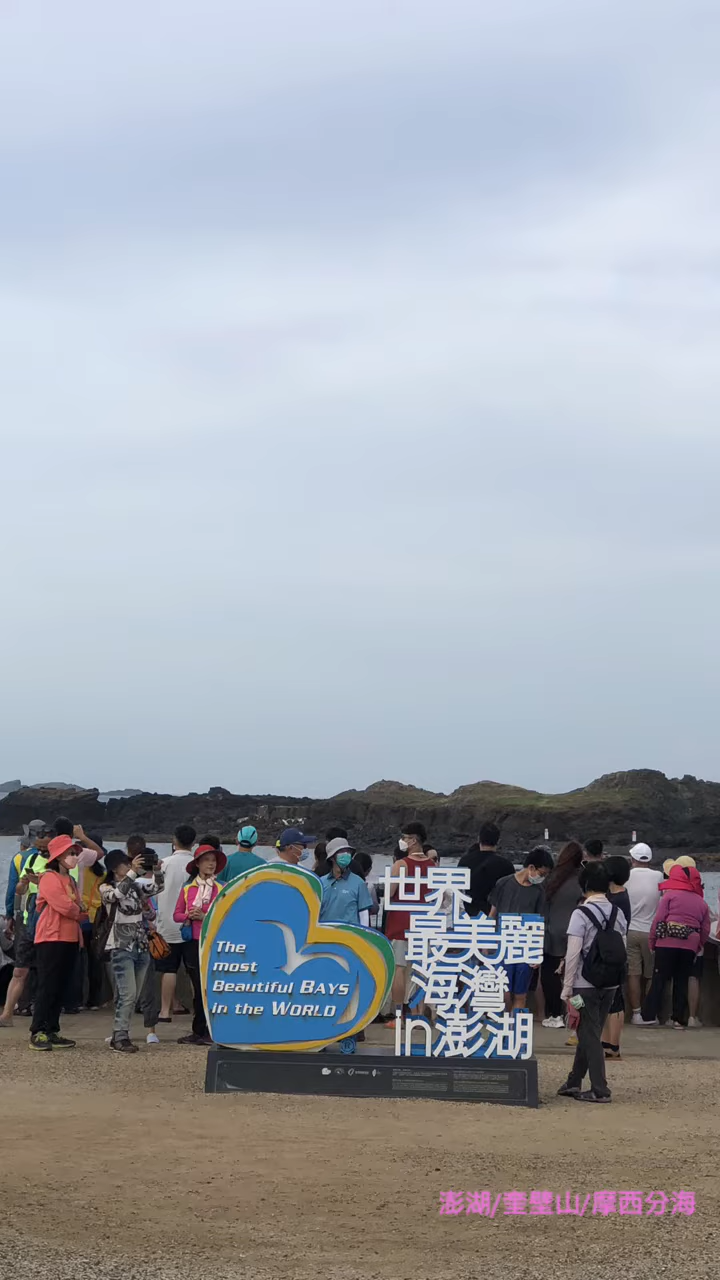 The
most
Beautiful BAYS
in the WORLD
世界
最美麗
海灣
in澎湖
澎湖/奎壁山/摩西分海